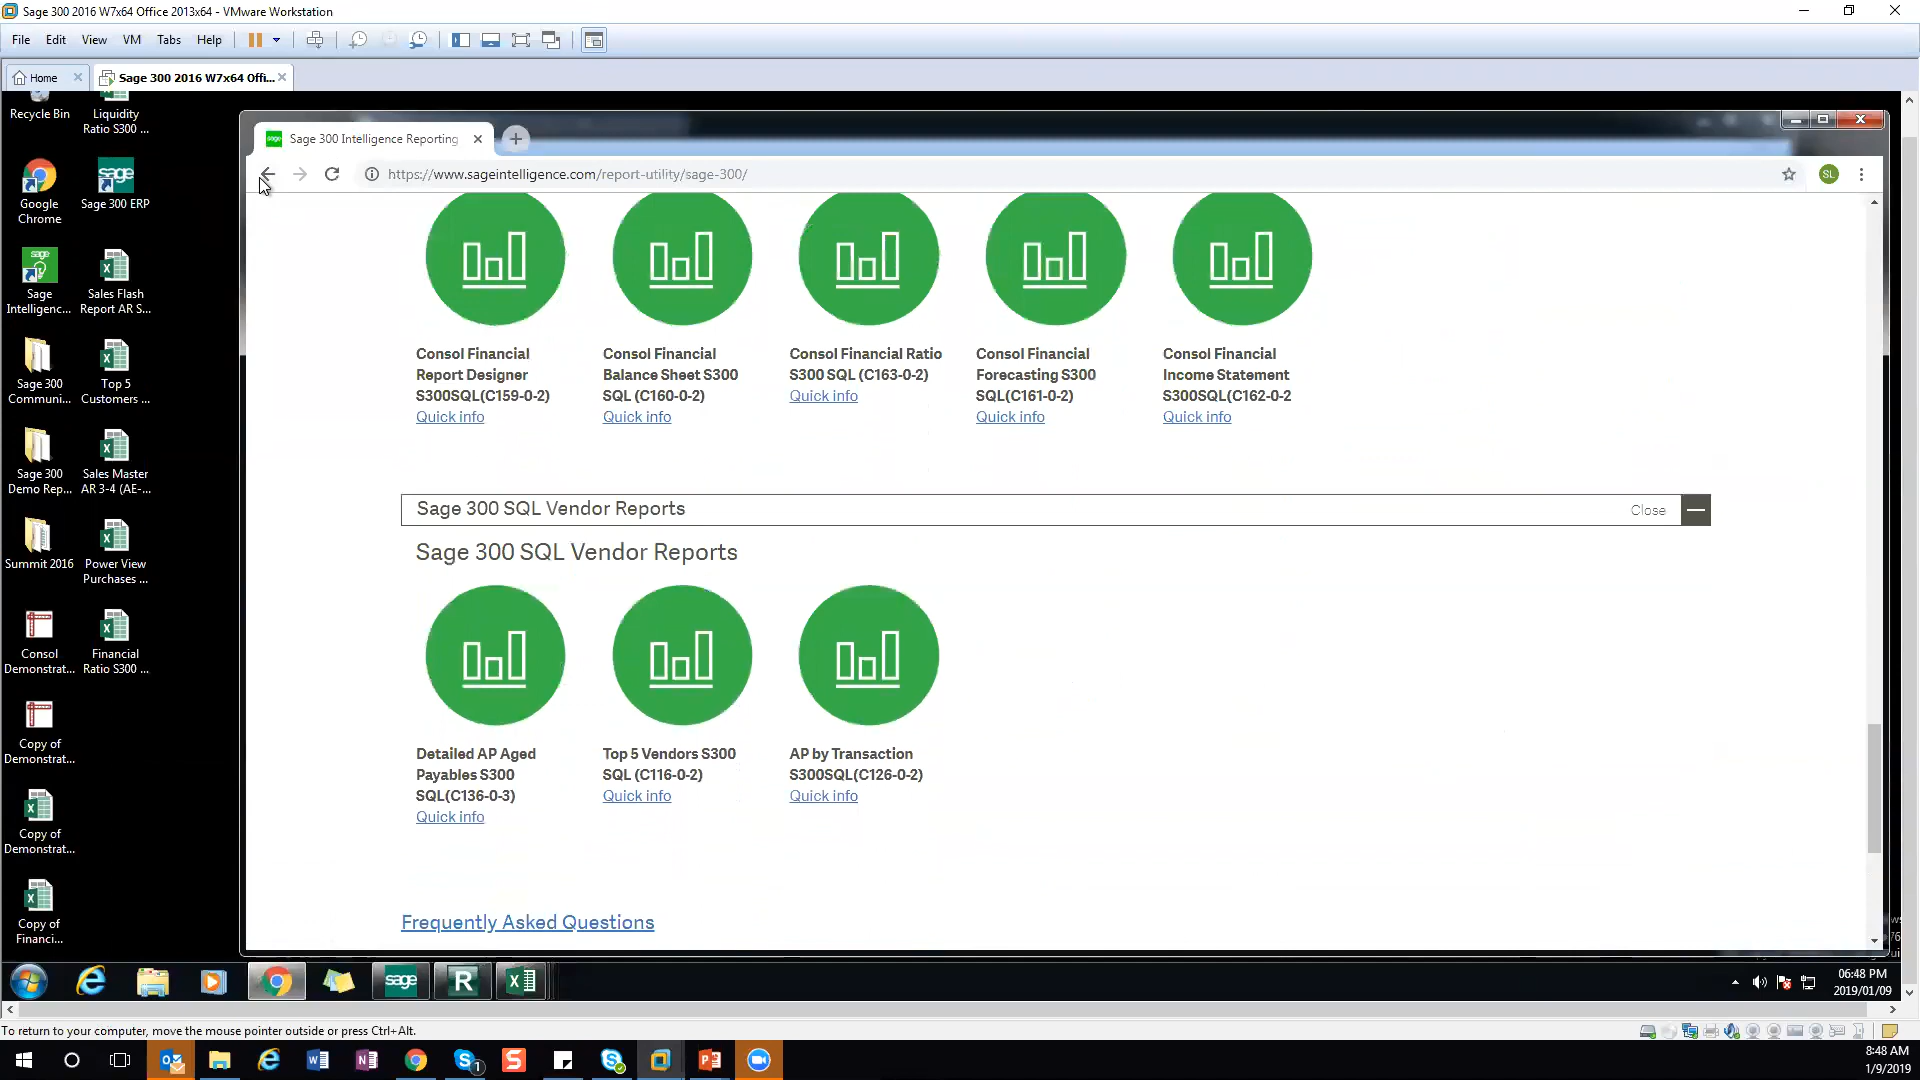 Sage 300 2016 W7x64 Office 2013x64 - VMware Workstation
File Edit View VM Tabs Help
Home
Sage 300 2016 W7x64 Offi...
Recycle Bin
Liquidity
Ratio S300 ...
Google
Chrome
sage
Sage 300 ERP
sage
Sage
Intelligenc...
Sales Flash
Report AR S...
Sage 300
Communi...
Top 5
Customers ...
Sage 300
Demo Rep...
Sales Master
AR 3-4 (AE-...
Summit 2016
Power View
Purchases ...
Consol
Demonstrat...
Financial
Ratio S300 ...
Copy of
Demonstrat...
Copy of
Demonstrat...
Copy of
Financi...
sage
Sage 300 Intelligence Reporting
https://www.sageintelligence.com/report-utility/sage-300/
SL
Consol Financial
Report Designer
S300SQL(C159-0-2)
Quick info
Consol Financial
Balance Sheet S300
SQL (C160-0-2)
Quick info
Consol Financial Ratio
S300 SQL (C163-0-2)
Quick info
Consol Financial
Forecasting S300
SQL(C161-0-2)
Quick info
Consol Financial
Income Statement
S300SQL(C162-0-2
Quick info
Sage 300 SQL Vendor Reports
Close
Sage 300 SQL Vendor Reports
Detailed AP Aged
Payables S300
SQL(C136-0-3)
Quick info
Top 5 Vendors S300
SQL (C116-0-2)
Quick info
AP by Transaction
S300SQL(C126-0-2)
Quick info
Frequently Asked Questions
sage
R
06:48 PM
2019/01/09
To return to your computer, move the mouse pointer outside or press Ctrl+Alt.
8:48 AM
1/9/2019